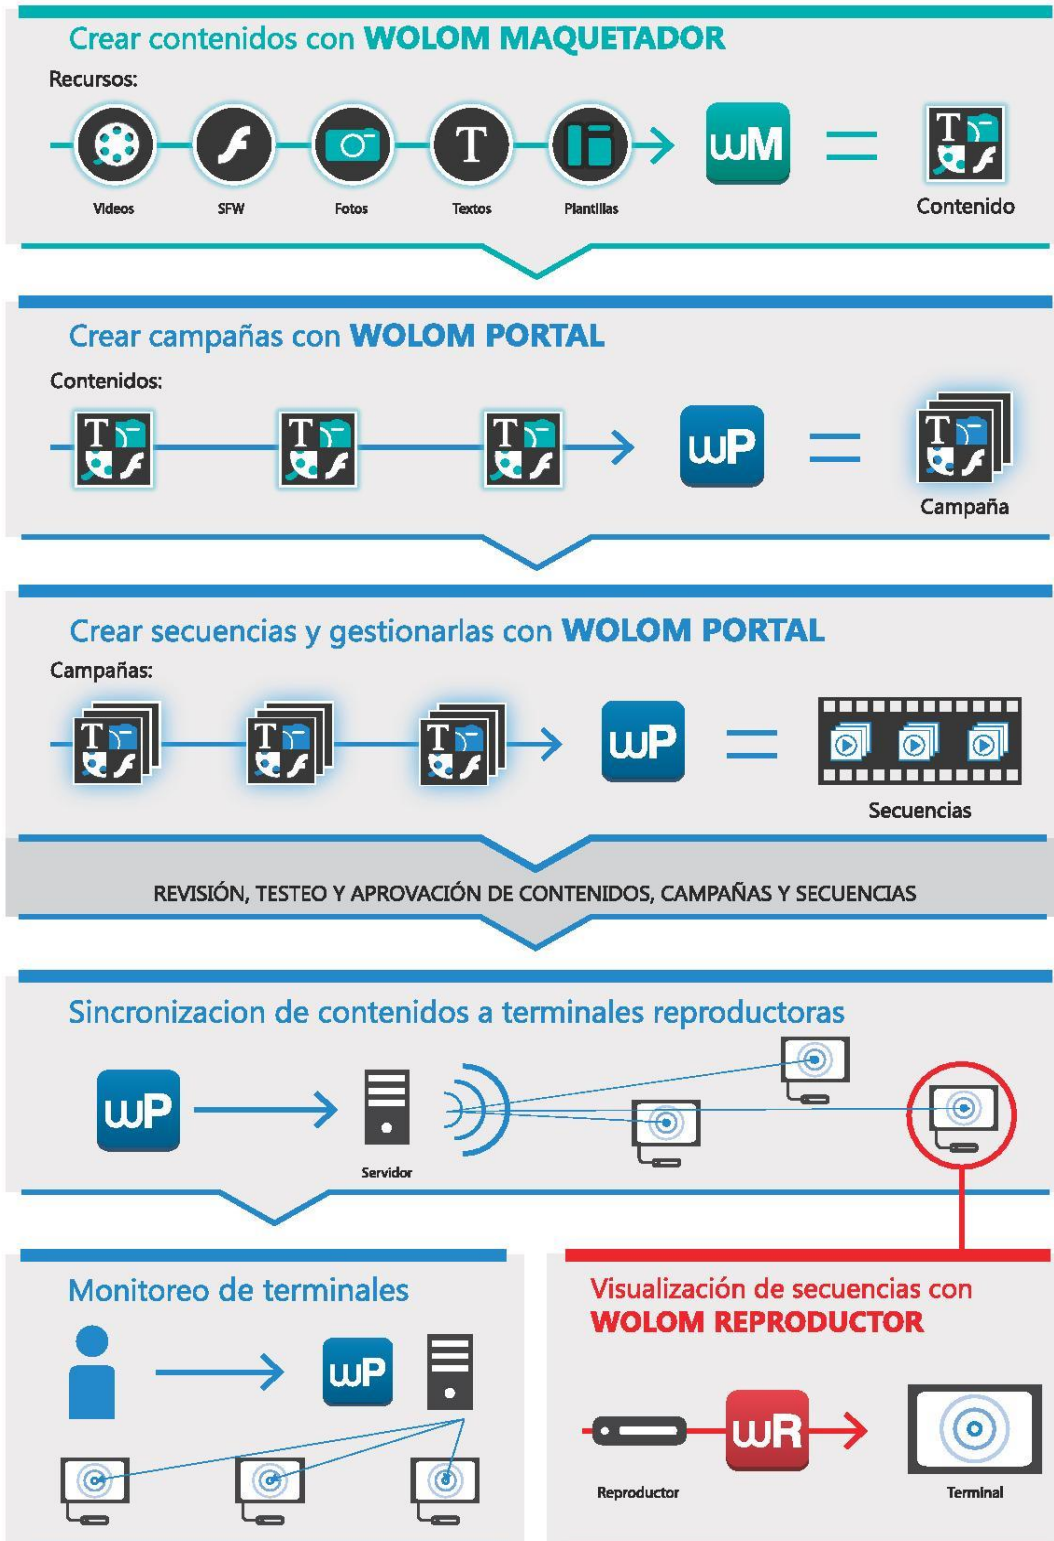 Crear contenidos con WOLOM MAQUETADOR
Recursos:
T
wM
T
Videos
SFW
Fotos
Textos
Plantillas
Contenido
Crear campañas con WOLOM PORTAL
Contenidos:
T
T
T
wP
T
Campaña
Crear secuencias y gestionarlas con WOLOM PORTAL
Campañas:
T
T
T
wP
Secuencias
REVISIÓN, TESTEO Y APROVACIÓN DE CONTENIDOS, CAMPAÑAS Y SECUENCIAS
Sincronizacion de contenidos a terminales reproductoras
wP
Servidor
Monitoreo de terminales
wP
Visualización de secuencias con
WOLOM REPRODUCTOR
wR
Reproductor
Terminal